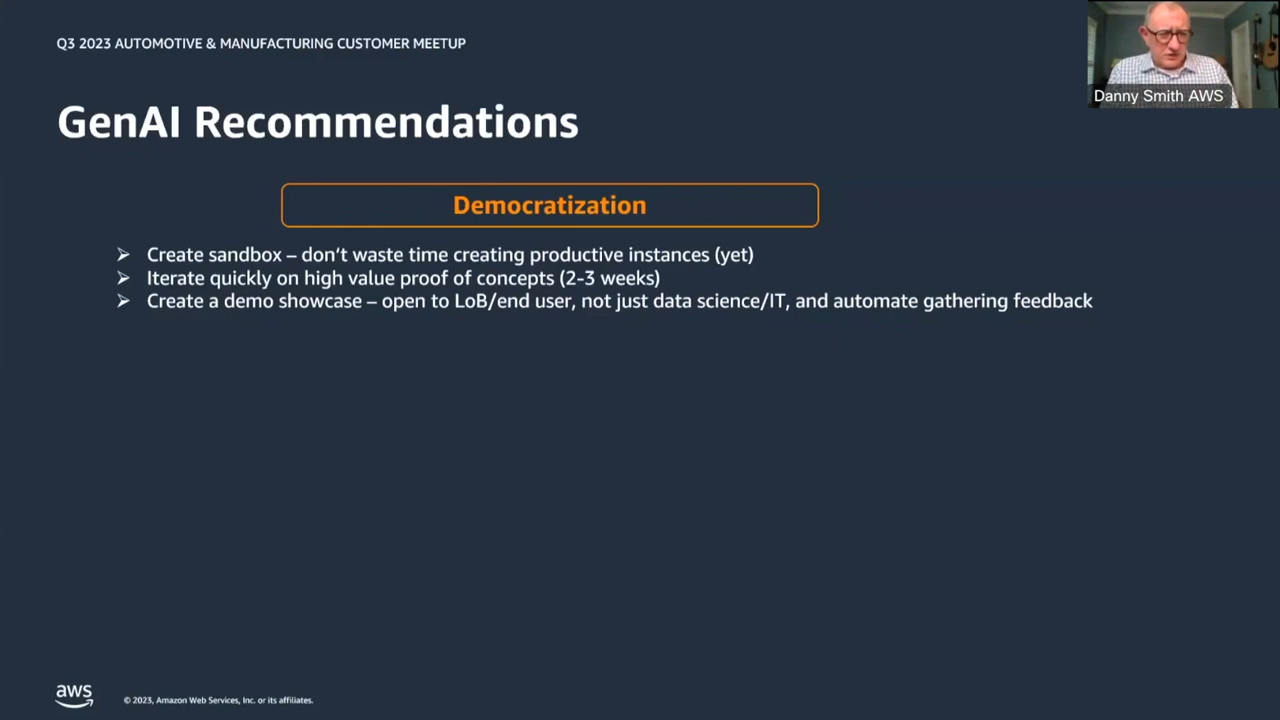 Q3 2023 AUTOMOTIVE & MANUFACTURING CUSTOMER MEETUP
Danny Smith AWS
GenAI Recommendations
Democratization
➢ Create sandbox – don't waste time creating productive instances (yet)
➢ Iterate quickly on high value proof of concepts (2-3 weeks)
➢ Create a demo showcase – open to LoB/end user, not just data science/IT, and automate gathering feedback
aws
© 2023, Amazon Web Services, Inc. or its affiliates.